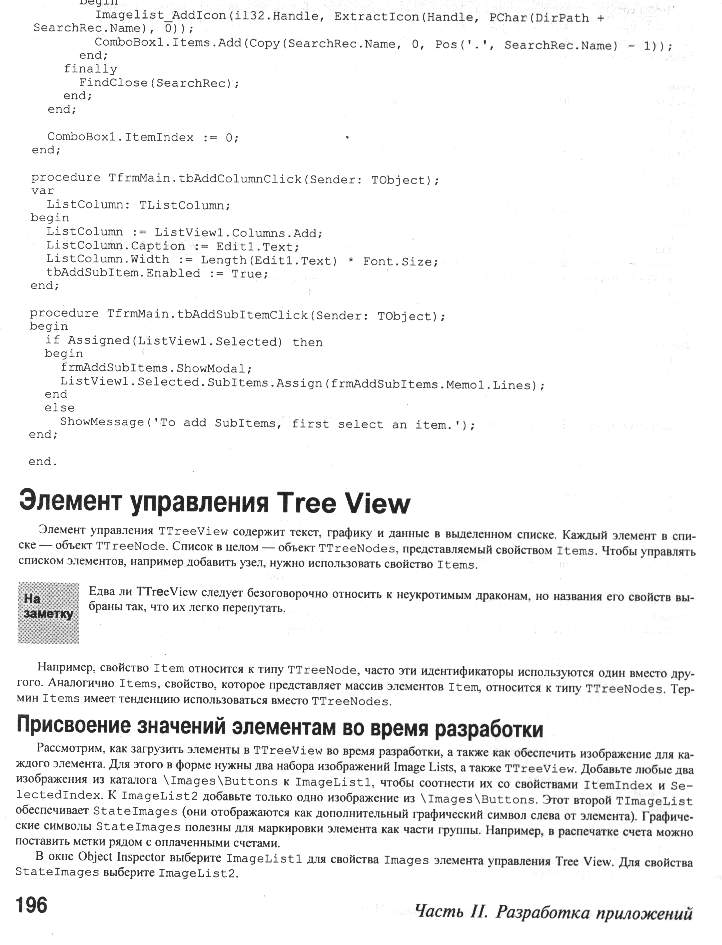 begin
Imagelist_AddIcon(il32.Handle, ExtractIcon(Handle, PChar(DirPath +
SearchRec.Name), 0));
ComboBox1.Items.Add(Copy(SearchRec.Name, 0, Pos('.', SearchRec.Name) - 1));
end;
finally
FindClose(SearchRec);
end;
end;
ComboBox1.ItemIndex := 0;
end;
procedure TfrmMain.tbAddColumnClick(Sender: TObject);
var
ListColumn: TListColumn;
begin
ListColumn := ListView1.Columns.Add;
ListColumn.Caption := Edit1.Text;
ListColumn.Width := Length(Edit1.Text) * Font.Size;
tbAddSubItem.Enabled := True;
end;
procedure TfrmMain.tbAddSubItemClick(Sender: TObject);
begin
if Assigned(ListView1.Selected) then
begin
frmAddSubItems.ShowModal;
ListView1.Selected.SubItems.Assign(frmAddSubItems.Memo1.Lines);
end
else
ShowMessage('To add SubItems, first select an item.');
end;
end.
Элемент управления Tree View
Элемент управления TTreeView содержит текст, графику и данные в выделенном списке. Каждый элемент в спи-
ске — объект TTreeNode. Список в целом — объект TTreeNodes, представляемый свойством Items. Чтобы управлять
списком элементов, например добавить узел, нужно использовать свойство Items.
На
заметку
Едва ли TTreeView следует безоговорочно относить к неукротимым драконам, но названия его свойств вы-
браны так, что их легко перепутать.
Например, свойство Item относится к типу TTreeNode, часто эти идентификаторы используются один вместо дру-
гого. Аналогично Items, свойство, которое представляет массив элементов Item, относится к типу TTreeNodes. Тер-
мин Items имеет тенденцию использоваться вместо TTreeNodes.
Присвоение значений элементам во время разработки
Рассмотрим, как загрузить элементы в TTreeView во время разработки, а также как обеспечить изображение для ка-
ждого элемента. Для этого в форме нужны два набора изображений Image Lists, а также TTreeView. Добавьте любые два
изображения из каталога \Images\Buttons к ImageList1, чтобы соотнести их со свойствами ItemIndex и Se-
lectedIndex. К ImageList2 добавьте только одно изображение из \Images\Buttons. Этот второй TImageList
обеспечивает StateImages (они отображаются как дополнительный графический символ слева от элемента). Графиче-
ские символы StateImages полезны для маркировки элемента как части группы. Например, в распечатке счета можно
поставить метки рядом с оплаченными счетами.
В окне Object Inspector выберите ImageList1 для свойства Images элемента управления Tree View. Для свойства
StateImages выберите ImageList2.
196
Часть II. Разработка приложений